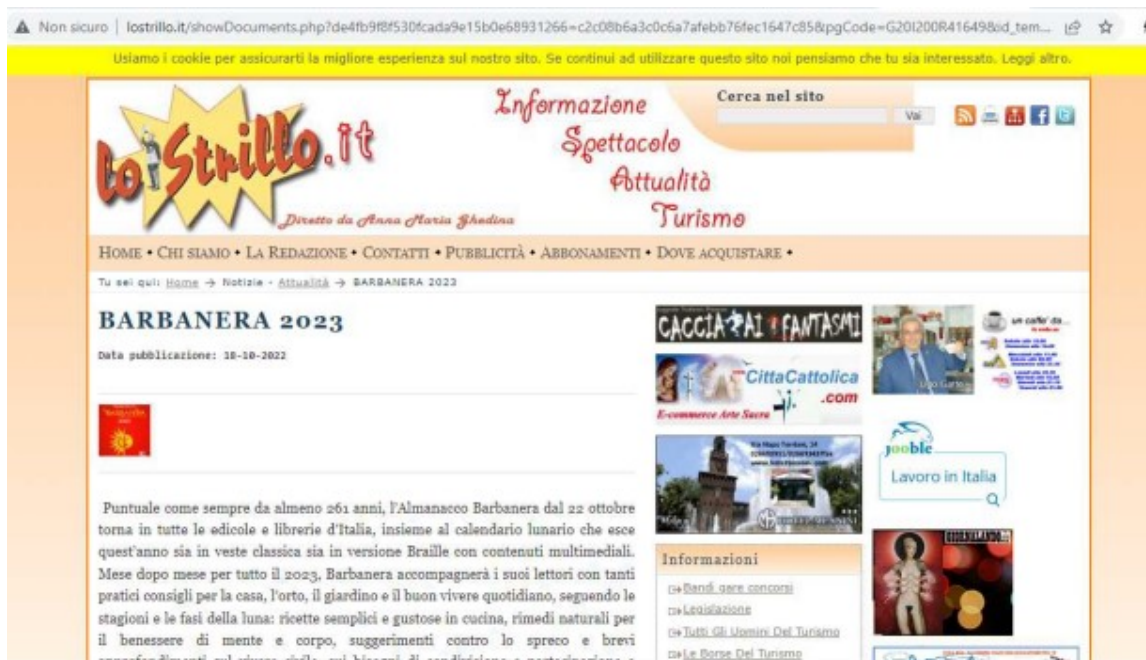 Non sicuro | lostrillo.it/showDocuments.php?de4fb9f8f530fcada9e15b0e68931266=c2c08b6a3c0c6a7afebb76fec1647c85&pgCode=G20I200R41649&id_tem...
Usiamo i cookie per assicurarti la migliore esperienza sul nostro sito. Se continui ad utilizzare questo sito noi pensiamo che tu sia interessato. Leggi altro.
lo Strillo.it
Diretto da Anna Maria Ghedina
Informazione
Spettacolo
Attualità
Turismo
Cerca nel sito
Vai
HOME • CHI SIAMO • LA REDAZIONE • CONTATTI • PUBBLICITÀ • ABBONAMENTI • DOVE ACQUISTARE •
Tu sei qui: Home → Notizie - Attualità → BARBANERA 2023
BARBANERA 2023
Data pubblicazione: 18-10-2022
Puntuale come sempre da almeno 261 anni, l'Almanacco Barbanera dal 22 ottobre
torna in tutte le edicole e librerie d'Italia, insieme al calendario lunario che esce
quest'anno sia in veste classica sia in versione Braille con contenuti multimediali.
Mese dopo mese per tutto il 2023, Barbanera accompagnerà i suoi lettori con tanti
pratici consigli per la casa, l'orto, il giardino e il buon vivere quotidiano, seguendo le
stagioni e le fasi della luna: ricette semplici e gustose in cucina, rimedi naturali per
il benessere di mente e corpo, suggerimenti contro lo spreco e brevi
CACCIA AI FANTASMI
CittaCattolica
.com
E-commerce Arte Sacra
Informazioni
Bandi gare concorsi
Legislazione
Tutti Gli Uomini Del Turismo
Le Borse Del Turismo
un caffe' da...
jooble
Lavoro in Italia
GIORNALANDO...